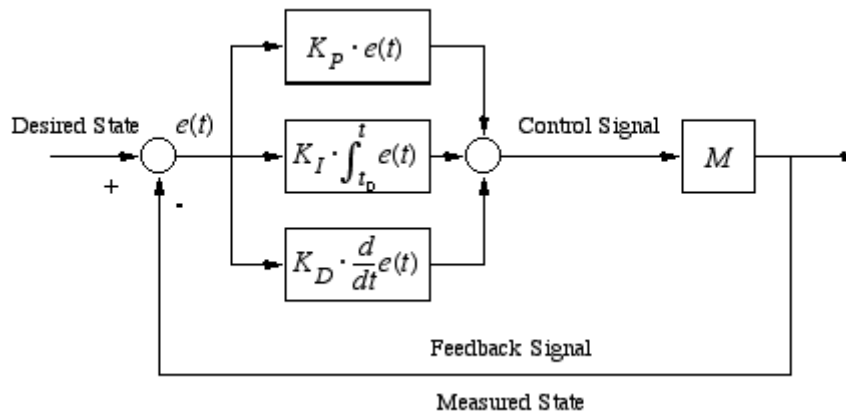 K_P · e(t)
Desired State
e(t)
+
-
K_I · ∫_{t_0}^{t} e(t)
Control Signal
M
K_D · d/dt e(t)
Feedback Signal
Measured State